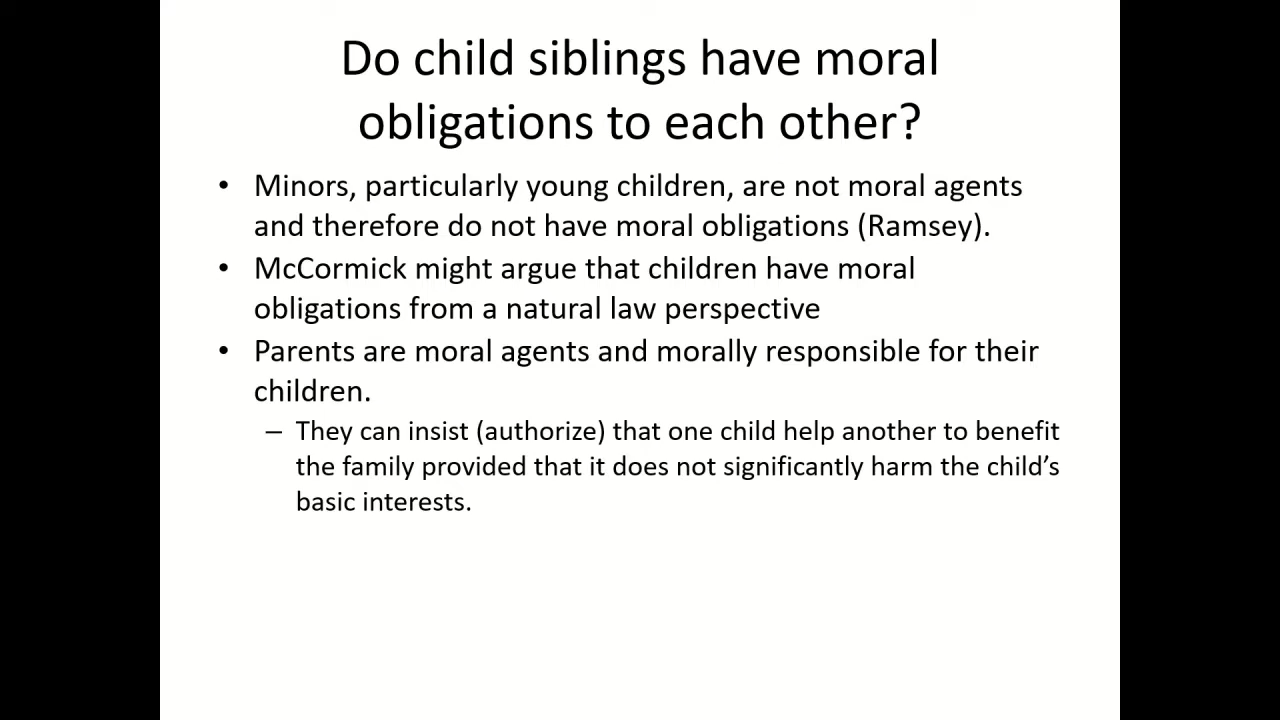 Do child siblings have moral
obligations to each other?
• Minors, particularly young children, are not moral agents
and therefore do not have moral obligations (Ramsey).
• McCormick might argue that children have moral
obligations from a natural law perspective
• Parents are moral agents and morally responsible for their
children.
– They can insist (authorize) that one child help another to benefit
the family provided that it does not significantly harm the child’s
basic interests.